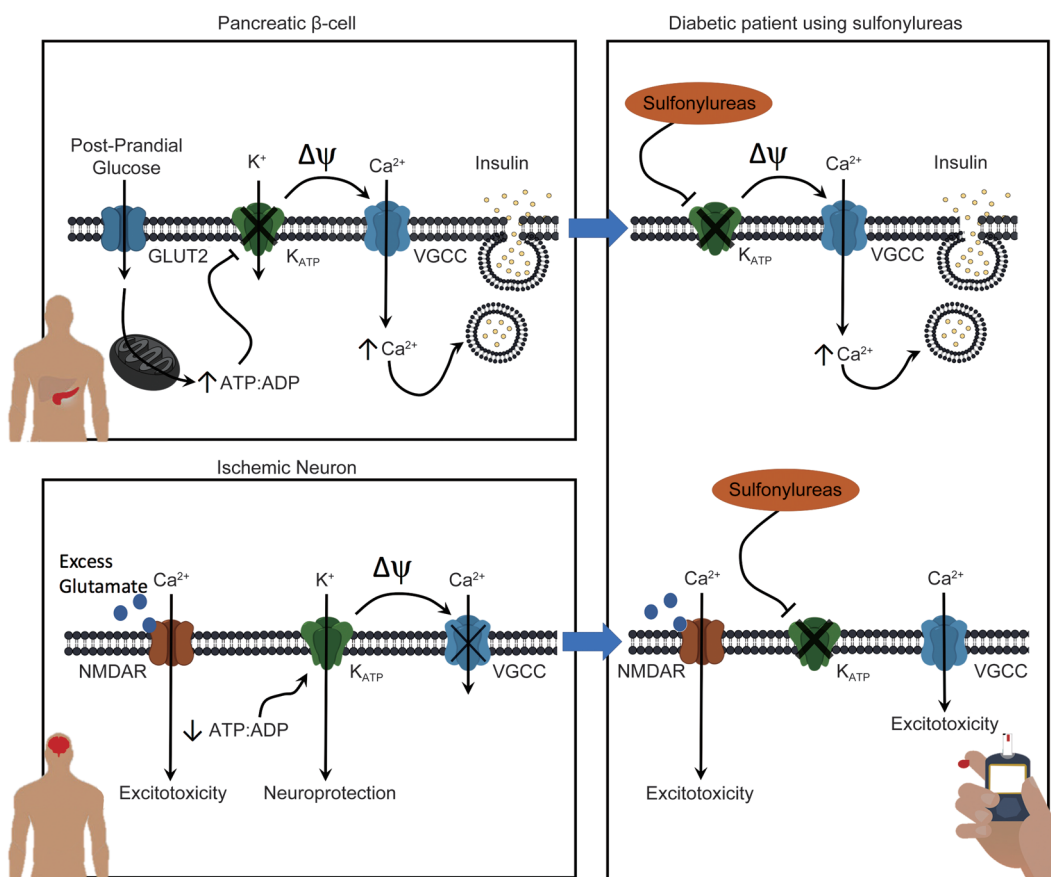 Pancreatic β-cell
Post-Prandial
Glucose
K⁺
Δψ
Ca²⁺
Insulin
GLUT2
K_ATP
VGCC
↑ ATP:ADP
↑ Ca²⁺
Diabetic patient using sulfonylureas
Sulfonylureas
Δψ
Ca²⁺
Insulin
K_ATP
VGCC
↑ Ca²⁺
Ischemic Neuron
Excess
Glutamate
Ca²⁺
K⁺
Δψ
Ca²⁺
NMDAR
K_ATP
VGCC
↓ ATP:ADP
Excitotoxicity
Neuroprotection
Sulfonylureas
Ca²⁺
Ca²⁺
NMDAR
K_ATP
VGCC
Excitotoxicity
Excitotoxicity